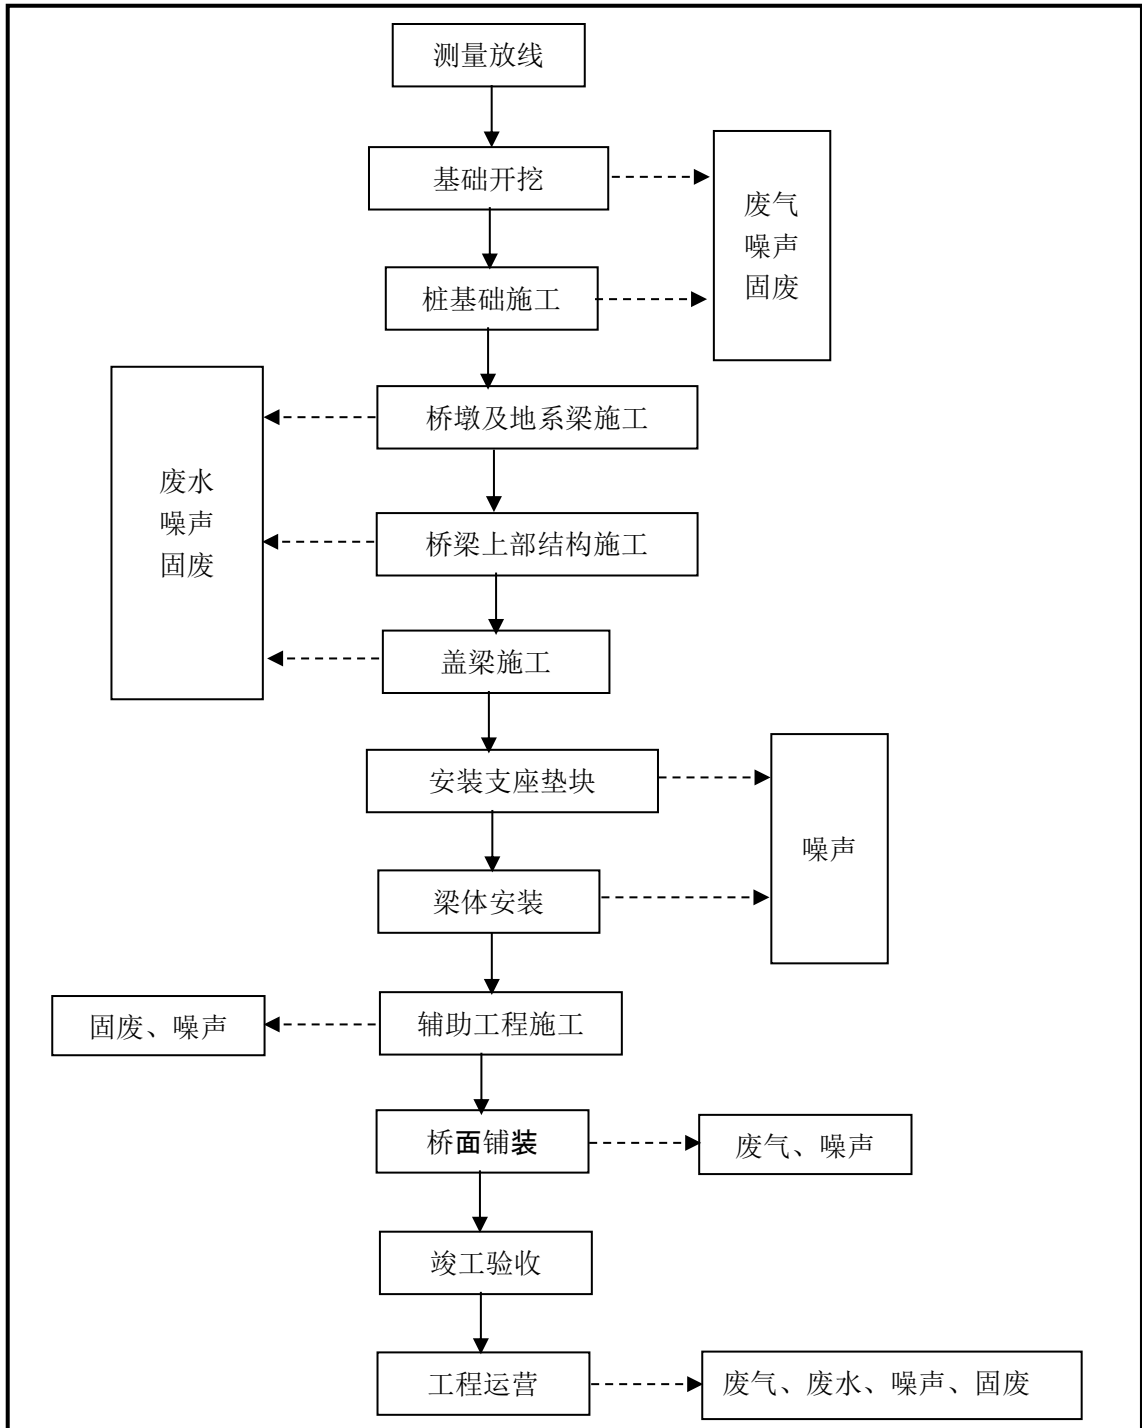 测量放线
基础开挖
废气
噪声
固废
桩基础施工
桥墩及地系梁施工
废水
噪声
固废
桥梁上部结构施工
盖梁施工
安装支座垫块
噪声
梁体安装
固废、噪声
辅助工程施工
桥面铺装
废气、噪声
竣工验收
工程运营
废气、废水、噪声、固废